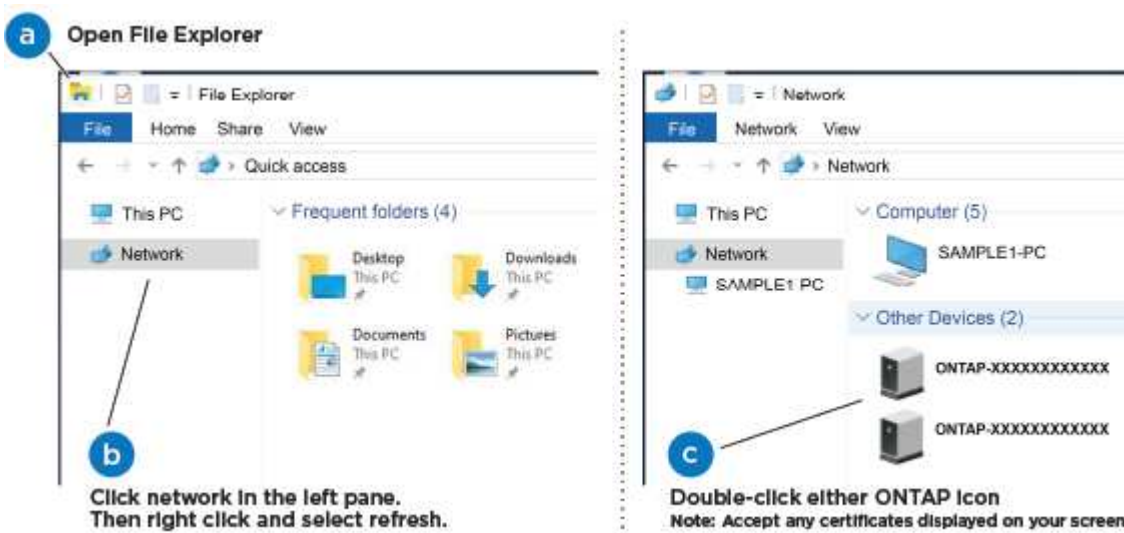 a
Open File Explorer
File Explorer
File Home Share View
Quick access
This PC
Network
Frequent folders (4)
Desktop
This PC
Downloads
This PC
Documents
This PC
Pictures
This PC
b
Click network in the left pane.
Then right click and select refresh.
Network
File Network View
Network
This PC
Network
SAMPLE1 PC
Computer (5)
SAMPLE1-PC
Other Devices (2)
ONTAP-XXXXXXXXXXXX
ONTAP-XXXXXXXXXXXX
c
Double-click either ONTAP icon
Note: Accept any certificates displayed on your screen